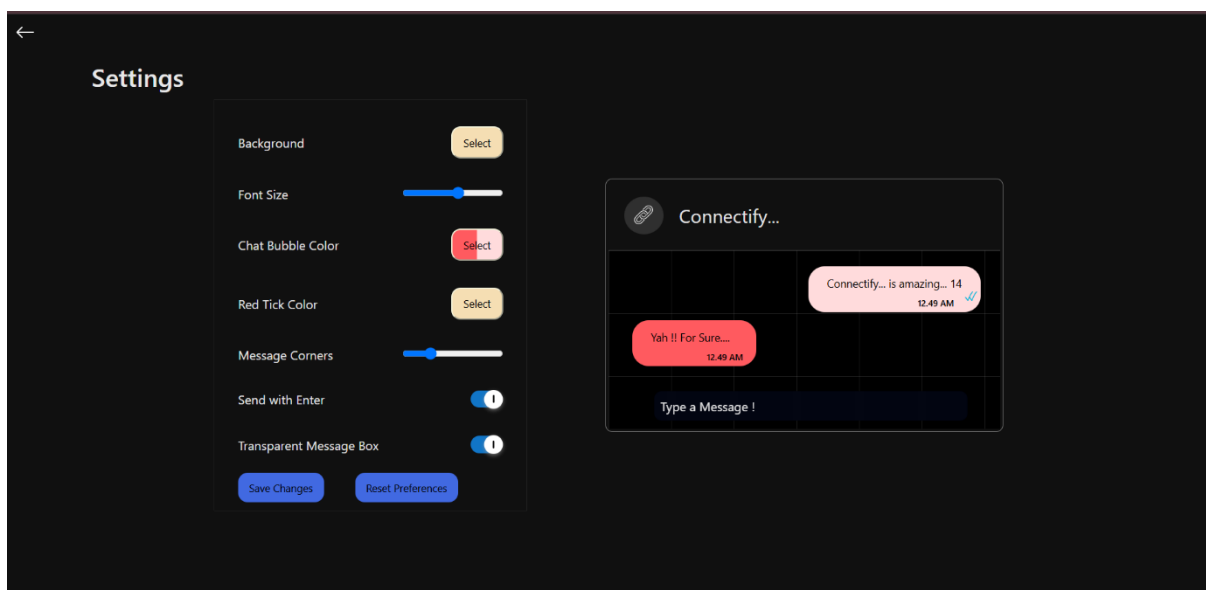 Settings
Background
Select
Font Size
Chat Bubble Color
Select
Red Tick Color
Select
Message Corners
Send with Enter
Transparent Message Box
Save Changes
Reset Preferences
Connectify...
Connectify... is amazing... 14
12.49 AM
Yah !! For Sure....
12.49 AM
Type a Message !